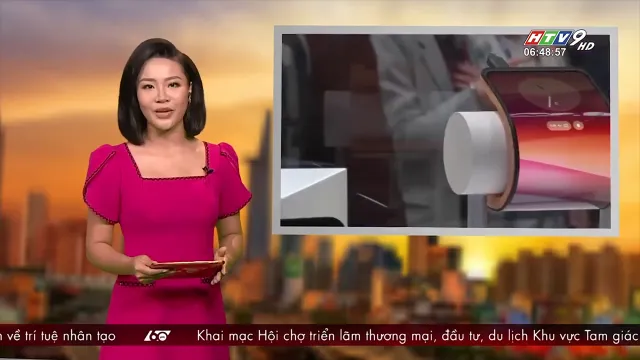 HTV9 HD
06:48:57
n về trí tuệ nhân tạo
60
Khai mạc Hội chợ triển lãm thương mại, đầu tư, du lịch Khu vực Tam giác